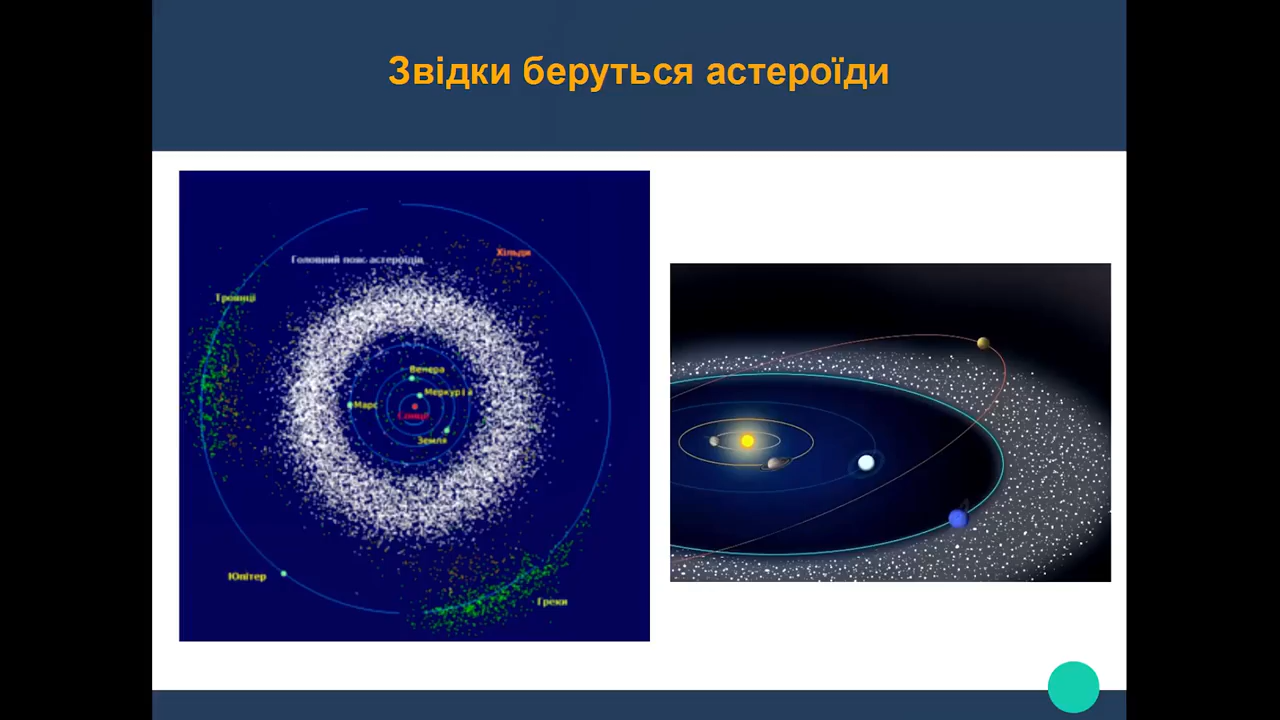 Звідки беруться астероїди
Головний пояс астероїдів
Хільди
Троянці
Венера
Меркурій
Марс
Сонце
Земля
Юпітер
Греки